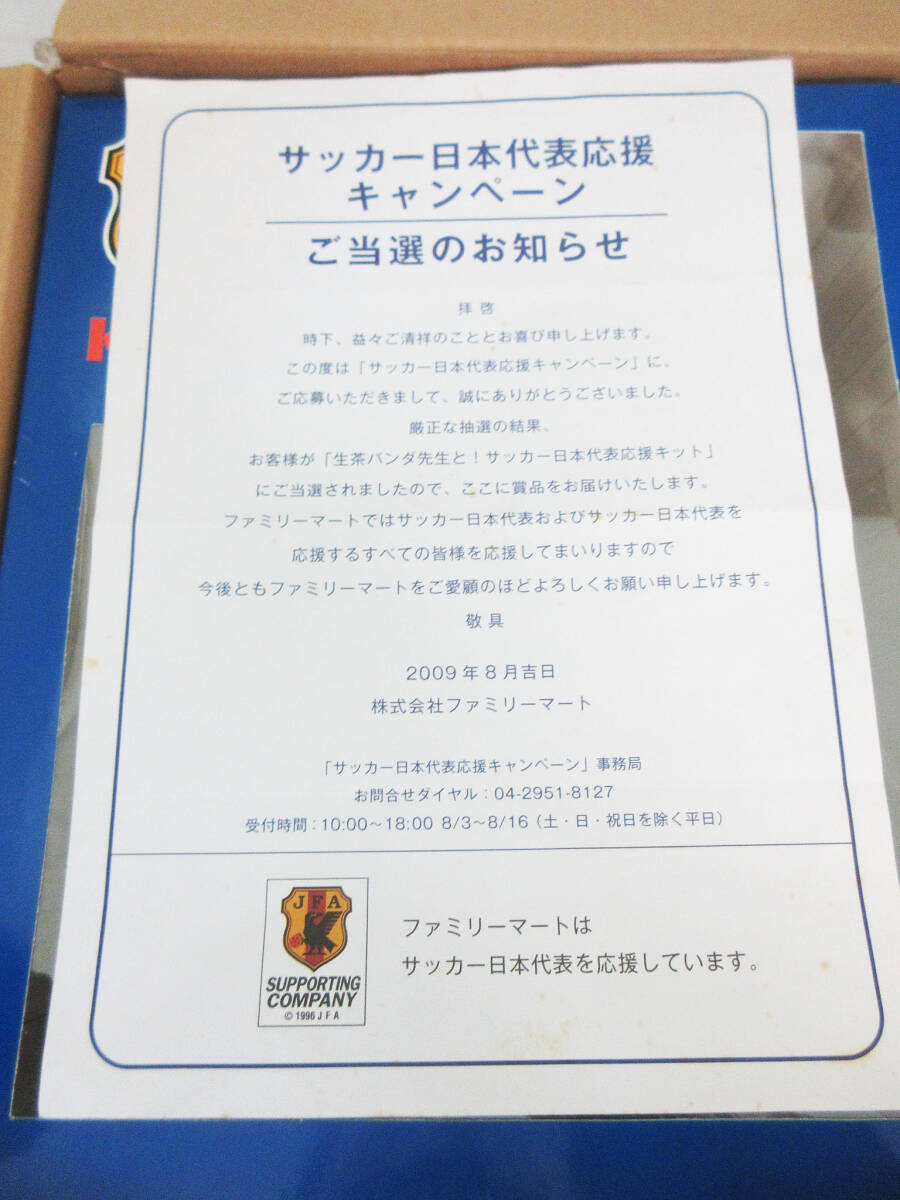 サッカー日本代表応援
キャンペーン
ご当選のお知らせ
拝啓
時下、益々ご清祥のこととお喜び申し上げます。
この度は「サッカー日本代表応援キャンペーン」に、
ご応募いただきまして、誠にありがとうございました。
厳正な抽選の結果、
お客様が「生茶パンダ先生と!サッカー日本代表応援キット」
にご当選されましたので、ここに賞品をお届けいたします。
ファミリーマートではサッカー日本代表およびサッカー日本代表を
応援するすべての皆様を応援してまいりますので
今後ともファミリーマートをご愛顧のほどよろしくお願い申し上げます。
敬具
2009年8月吉日
株式会社ファミリーマート
「サッカー日本代表応援キャンペーン」事務局
お問合せダイヤル:04-2951-8127
受付時間:10:00~18:00 8/3~8/16(土・日・祝日を除く平日)
JFA
SUPPORTING
COMPANY
© 1996 J F A
ファミリーマートは
サッカー日本代表を応援しています。